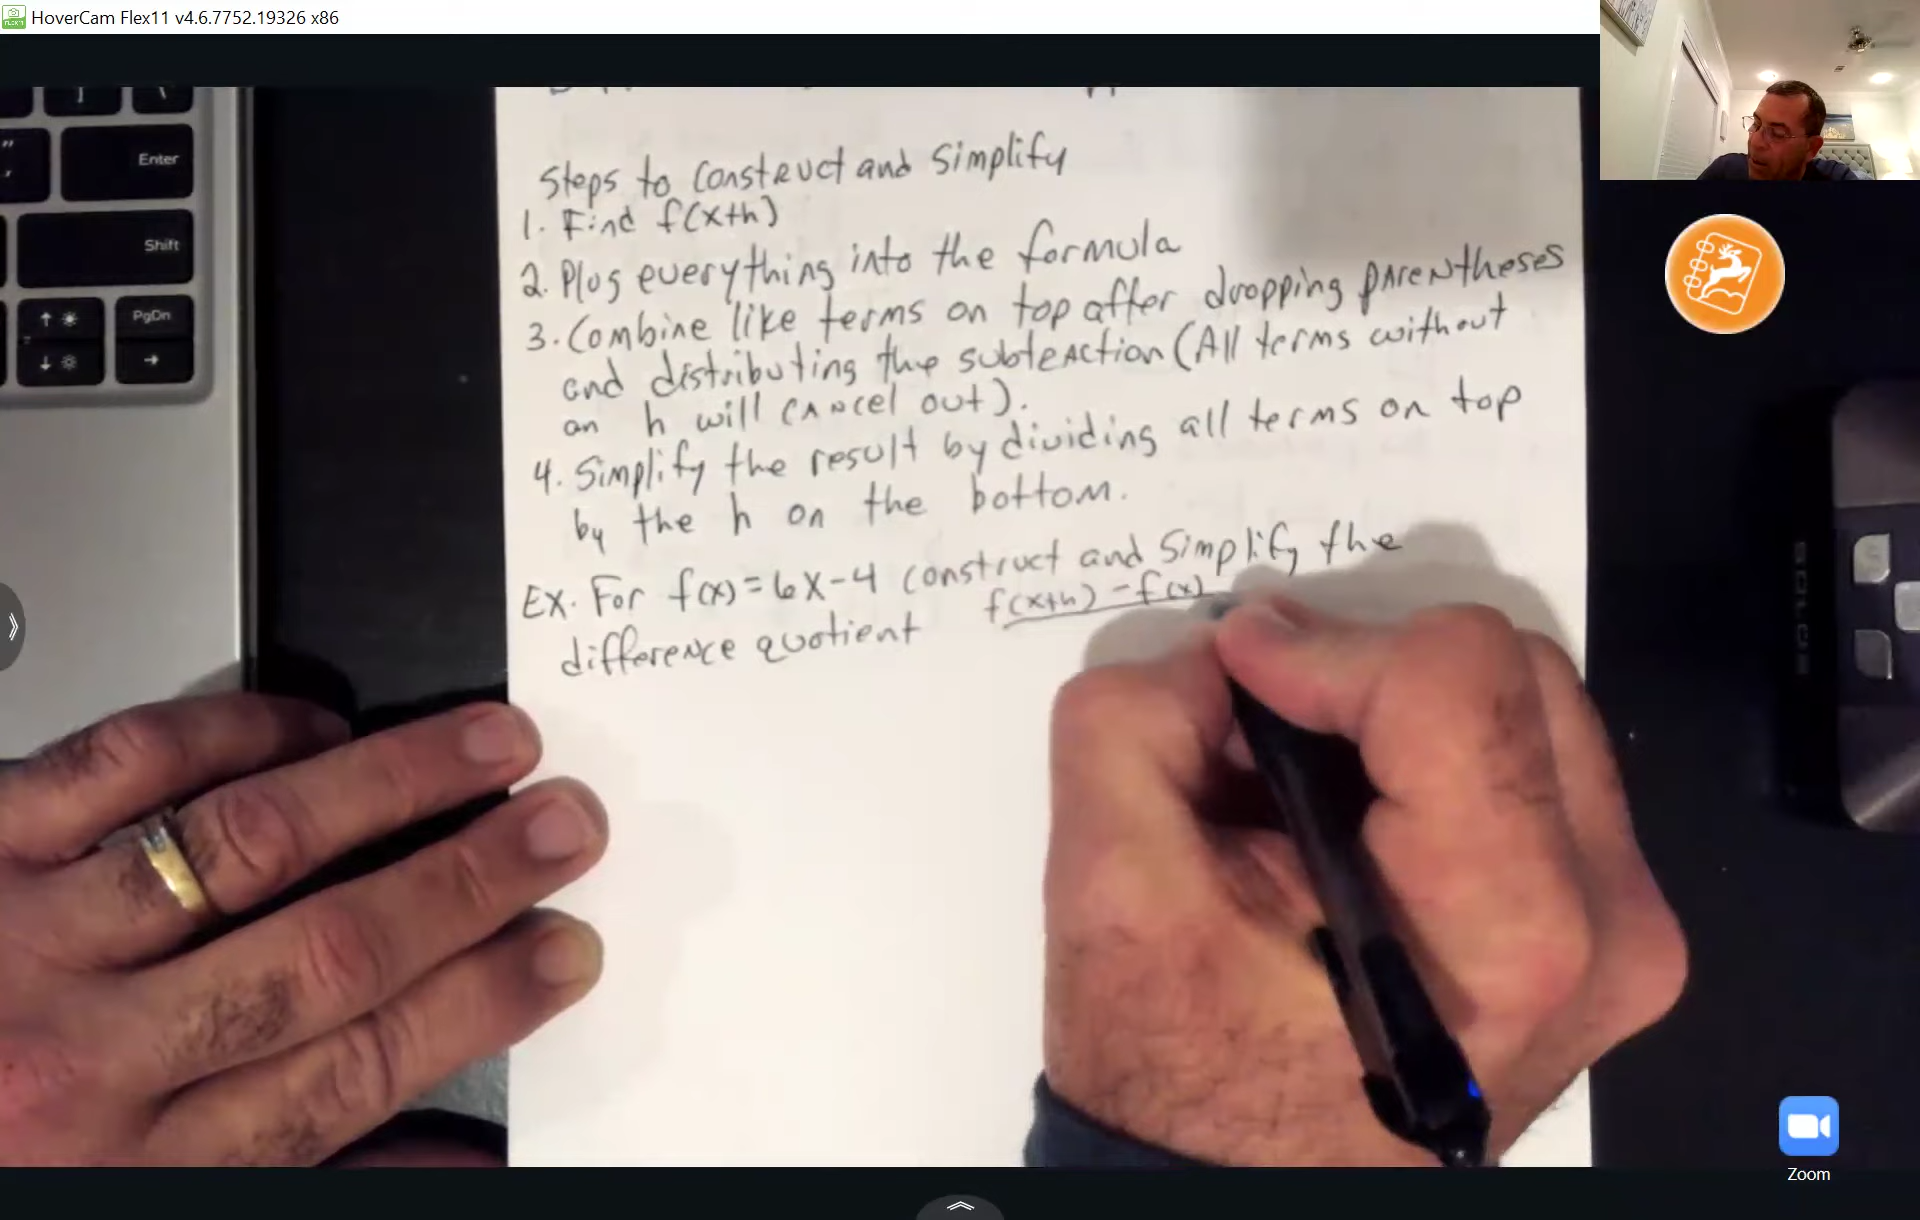 HoverCam Flex11 v4.6.7752.19326 x86
Enter
Shift
PgDn
Steps to Construct and Simplify
1. Find f(x+h)
2. Plug everything into the formula
3. Combine like terms on top after dropping parentheses
and distributing the subtraction (All terms without
an h will cancel out).
4. Simplify the result by dividing all terms on top
by the h on the bottom.
Ex. For f(x)=6x-4 construct and simplify the
difference quotient f(x+h)-f(x)
SOLOS
Zoom